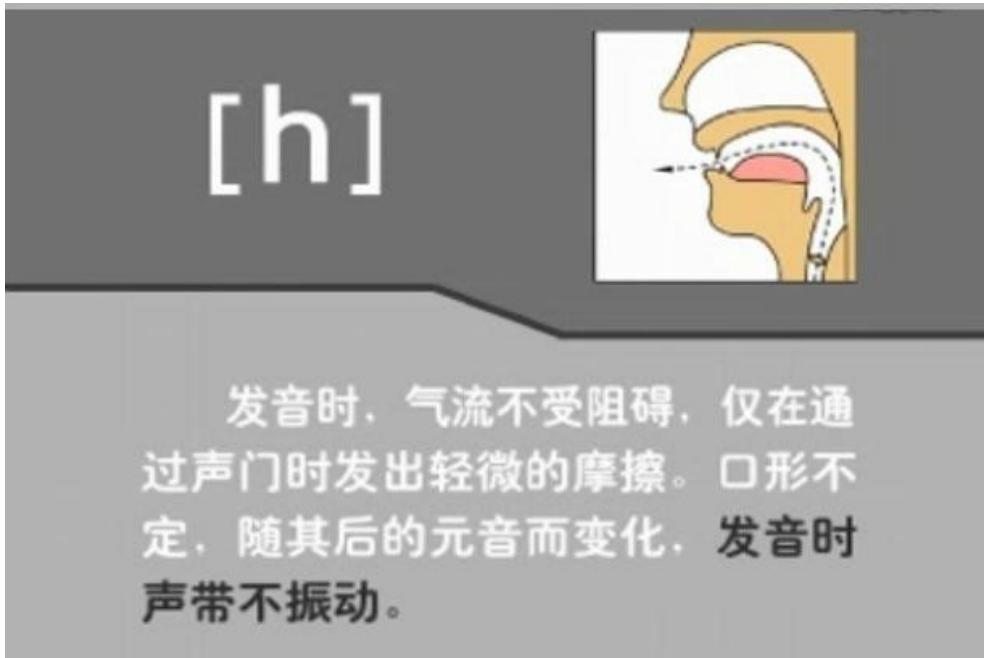 [h]
发音时，气流不受阻碍，仅在通
过声门时发出轻微的摩擦。口形不
定，随其后的元音而变化，发音时
声带不振动。